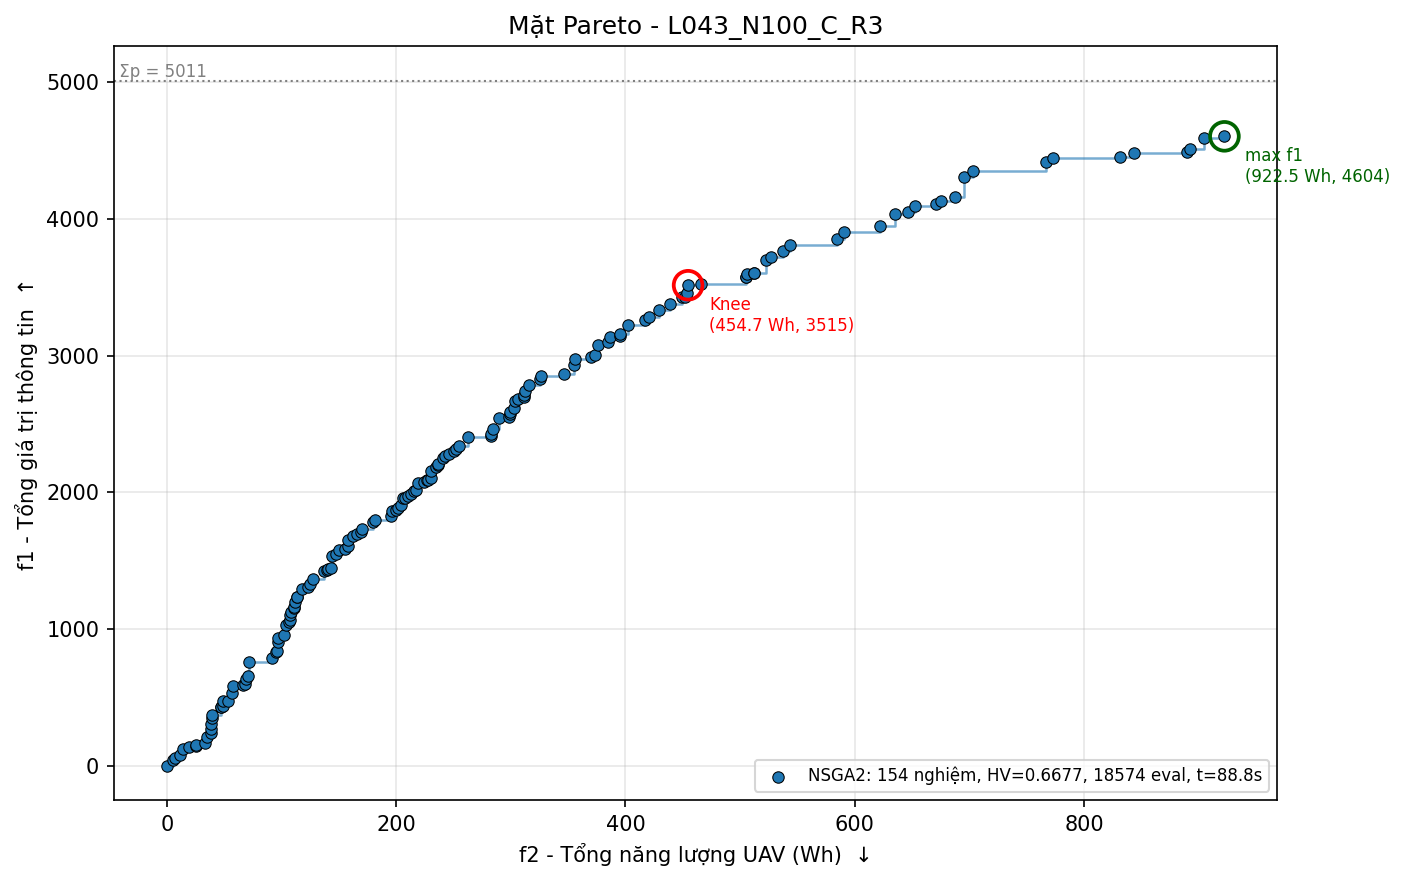 Mặt Pareto - L043_N100_C_R3
Σp = 5011
5000
4000
3000
2000
1000
0
f1 - Tổng giá trị thông tin ↑
max f1
(922.5 Wh, 4604)
Knee
(454.7 Wh, 3515)
NSGA2: 154 nghiệm, HV=0.6677, 18574 eval, t=88.8s
0 200 400 600 800
f2 - Tổng năng lượng UAV (Wh) ↓